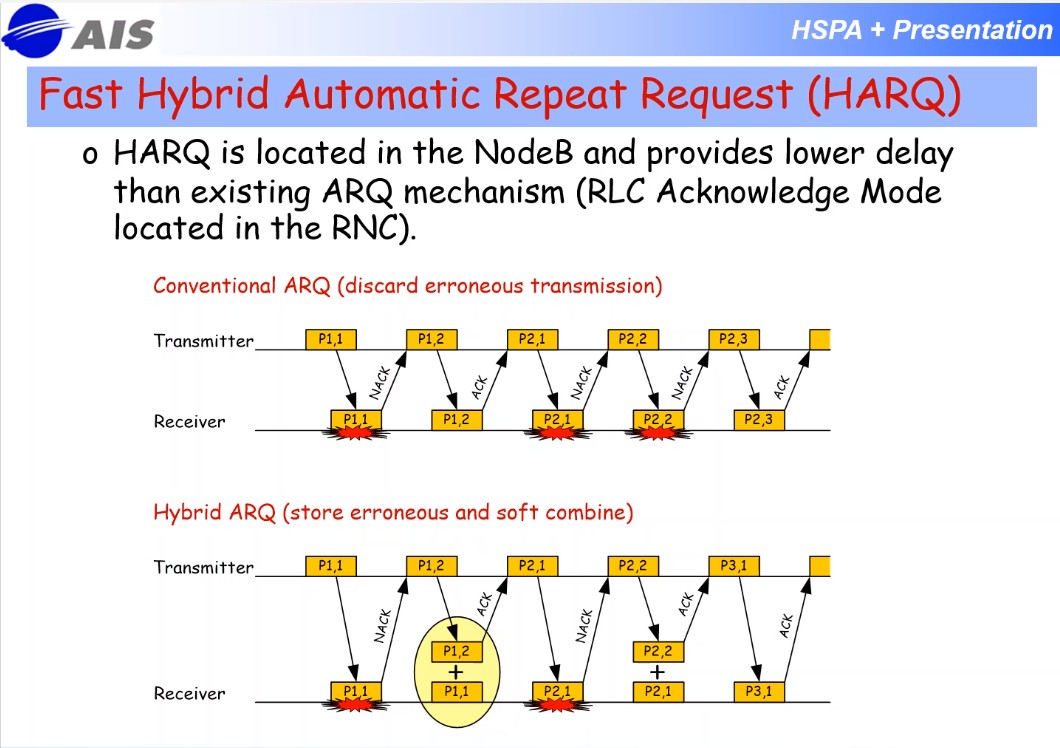 AIS
HSPA + Presentation
Fast Hybrid Automatic Repeat Request (HARQ)
o HARQ is located in the NodeB and provides lower delay
than existing ARQ mechanism (RLC Acknowledge Mode
located in the RNC).
Conventional ARQ (discard erroneous transmission)
Transmitter P1,1 P1,2 P2,1 P2,2 P2,3
NACK ACK NACK NACK ACK
Receiver P1,1 P1,2 P2,1 P2,2 P2,3
Hybrid ARQ (store erroneous and soft combine)
Transmitter P1,1 P1,2 P2,1 P2,2 P3,1
NACK ACK NACK ACK ACK
P1,2 P2,2
+ +
Receiver P1,1 P1,1 P2,1 P2,1 P3,1